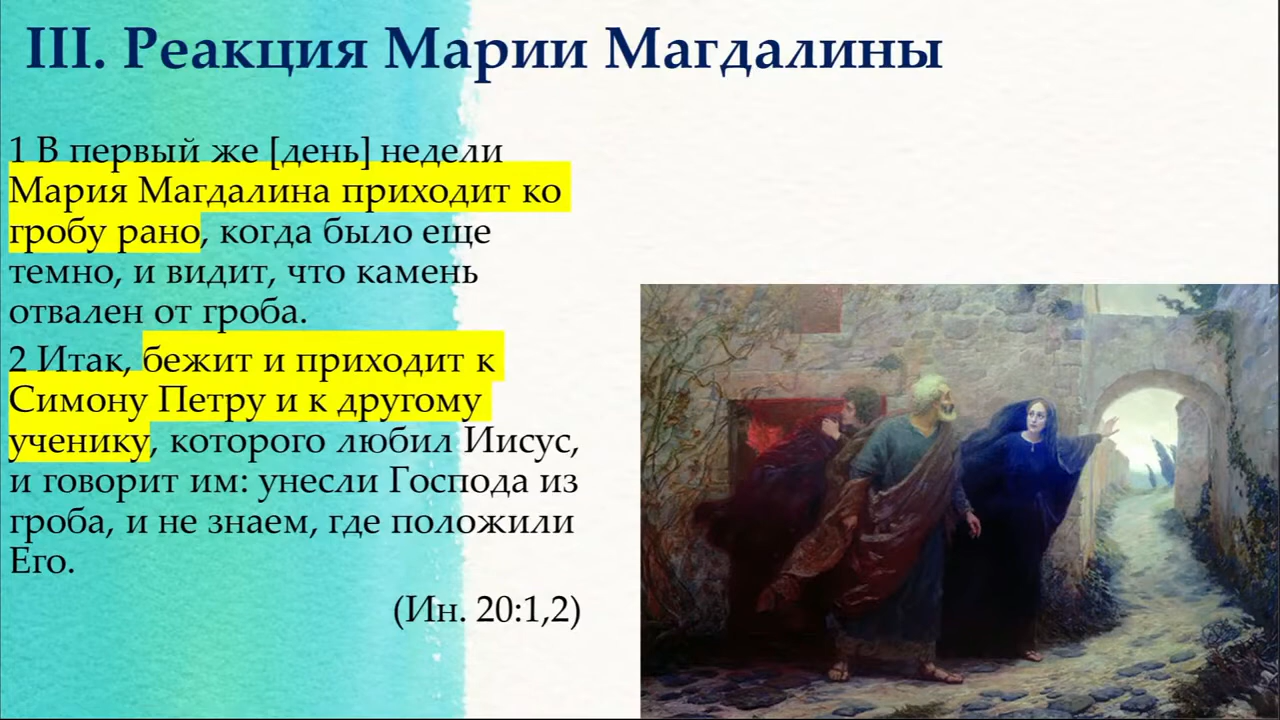 III. Реакция Марии Магдалины
1 В первый же [день] недели
Мария Магдалина приходит ко
гробу рано, когда было еще
темно, и видит, что камень
отвален от гроба.
2 Итак, бежит и приходит к
Симону Петру и к другому
ученику, которого любил Иисус,
и говорит им: унесли Господа из
гроба, и не знаем, где положили
Его.
(Ин. 20:1,2)